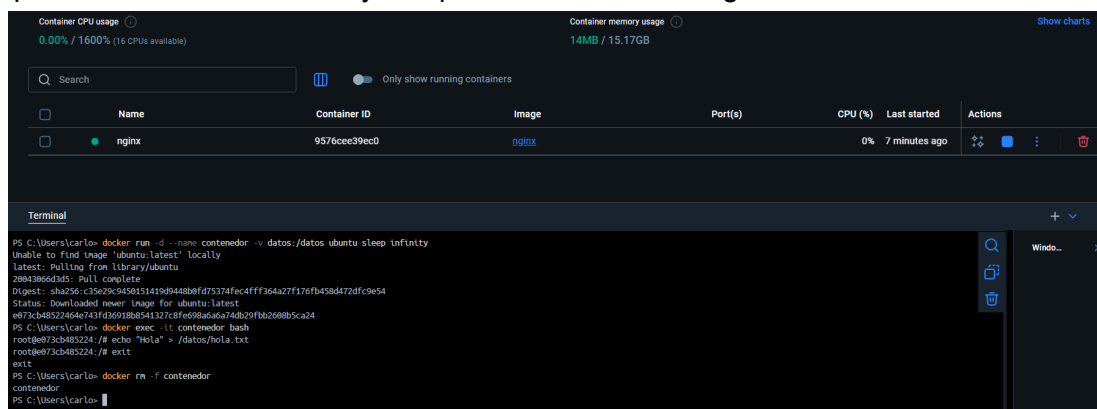 Container CPU usage
0.00% / 1600% (16 CPUs available)
Container memory usage
14MB / 15.17GB
Show charts
Search
Only show running containers
Name Container ID Image Port(s) CPU (%) Last started Actions
nginx 9576cee39ec0 nginx 0% 7 minutes ago
Terminal
PS C:\Users\carlo> docker run -d --name contenedor -v datos:/datos ubuntu sleep infinity
Unable to find image 'ubuntu:latest' locally
latest: Pulling from library/ubuntu
20043066d3d5: Pull complete
Digest: sha256:c35e29c9450151419d9448b0fd75374fec4fff364a27f176fb458d472dfc9e54
Status: Downloaded newer image for ubuntu:latest
e073cb48522464e743fd36918b8541327c8fe698a6a6a74db29fbb2608b5ca24
PS C:\Users\carlo> docker exec -it contenedor bash
root@e073cb485224:/# echo "Hola" > /datos/hola.txt
root@e073cb485224:/# exit
exit
PS C:\Users\carlo> docker rm -f contenedor
contenedor
PS C:\Users\carlo>
Windo...